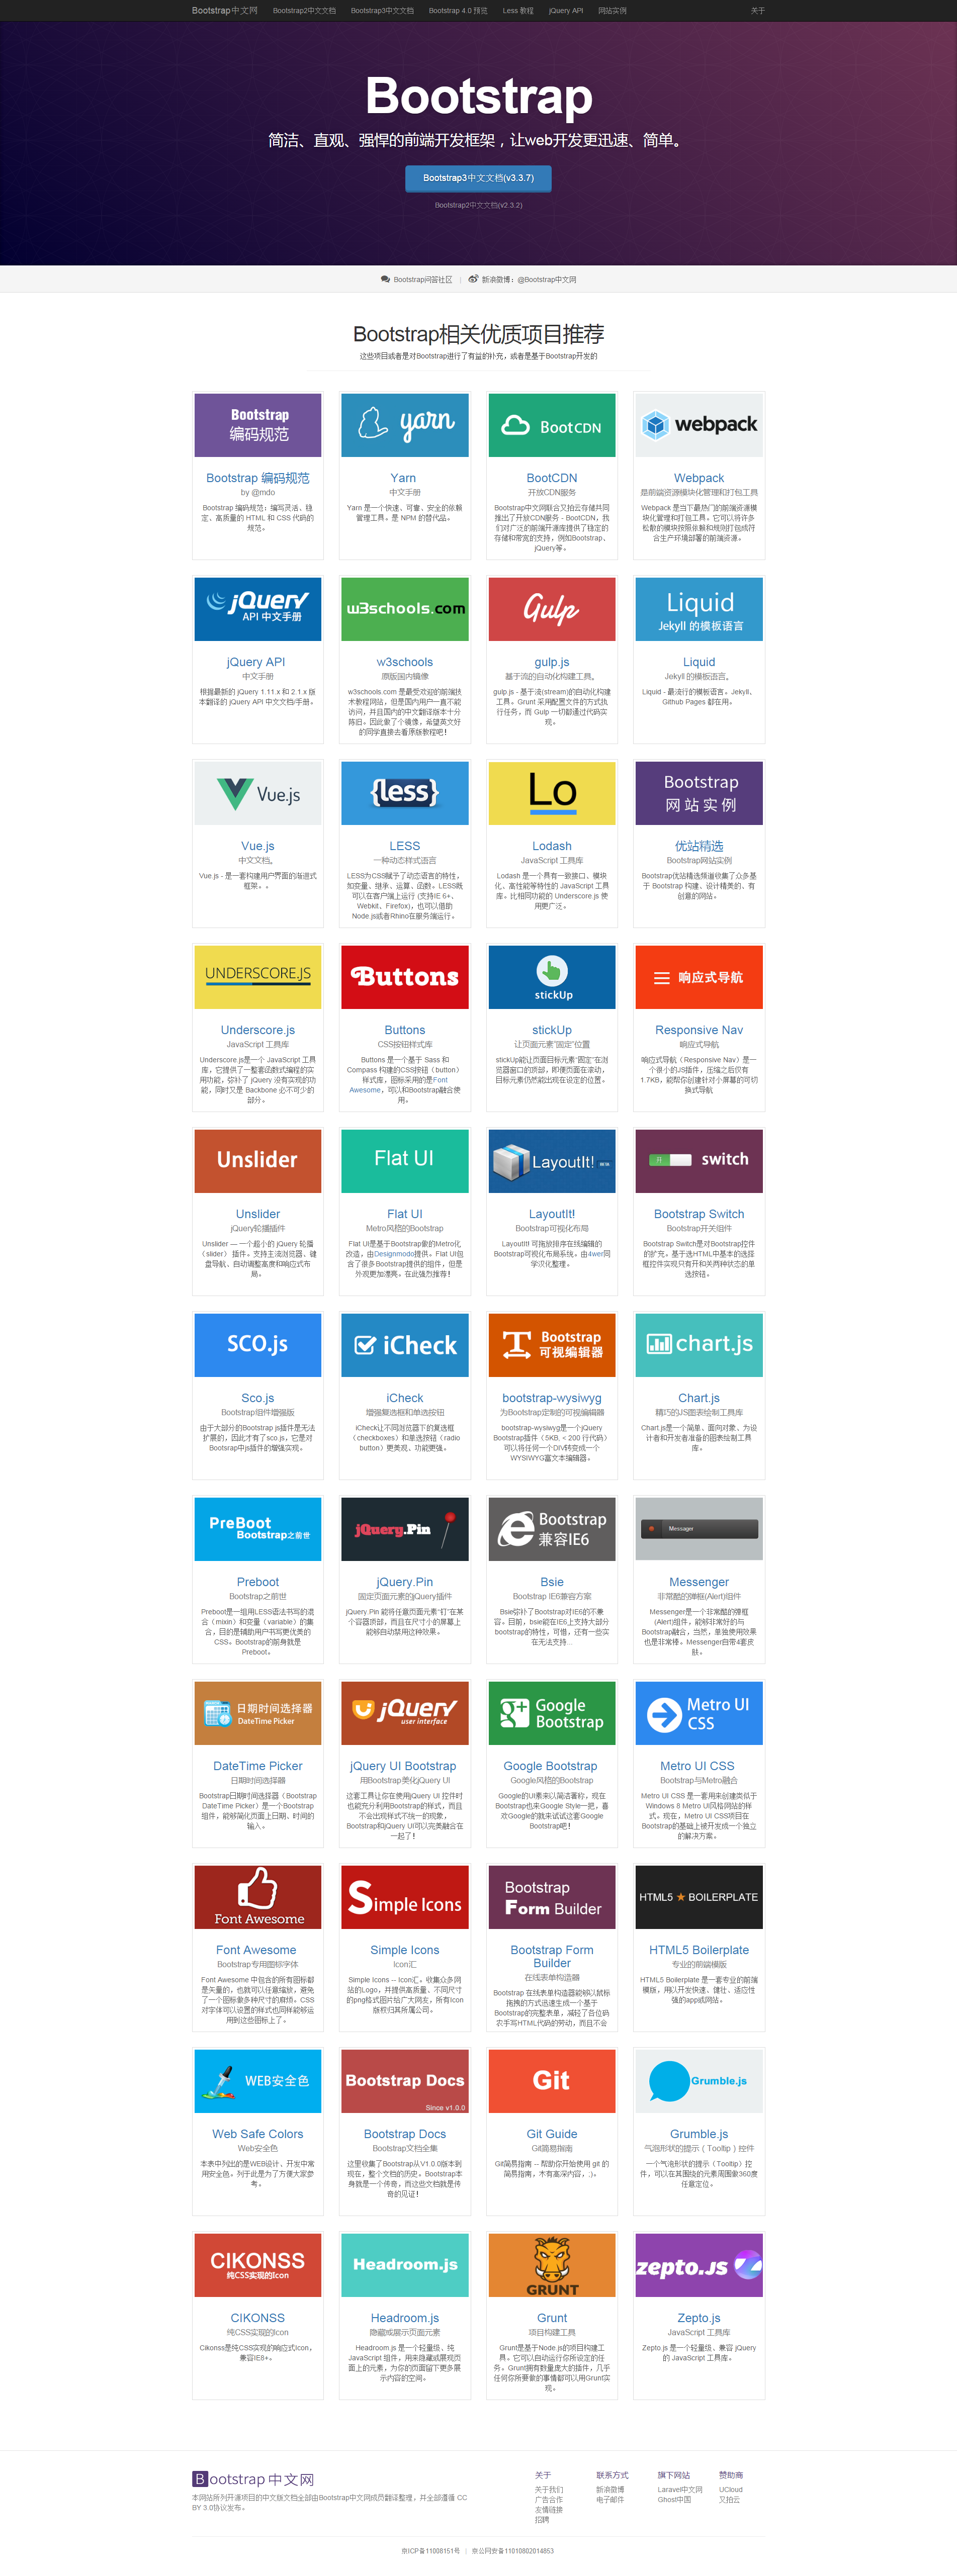 Bootstrap中文网 Bootstrap2中文文档 Bootstrap3中文文档 Bootstrap 4.0 预览 Less 教程 jQuery API 网站实例 关于
Bootstrap
简洁、直观、强悍的前端开发框架，让web开发更迅速、简单。
Bootstrap3中文文档(v3.3.7)
Bootstrap2中文文档(v2.3.2)
Bootstrap问答社区 | 新浪微博：@Bootstrap中文网
Bootstrap相关优质项目推荐
这些项目或者是对Bootstrap进行了有益的补充，或者是基于Bootstrap开发的
Bootstrap
编码规范
Bootstrap 编码规范
by @mdo
Bootstrap 编码规范：编写灵活、稳
定、高质量的 HTML 和 CSS 代码的
规范。
yarn
Yarn
中文手册
Yarn 是一个快速、可靠、安全的依赖
管理工具。是 NPM 的替代品。
BootCDN
BootCDN
开放CDN服务
Bootstrap中文网联合又拍云存储共同
推出了开放CDN服务 - BootCDN，我
们对广泛的前端开源库提供了稳定的
存储和带宽的支持，例如Bootstrap、
jQuery等。
webpack
Webpack
是前端资源模块化管理和打包工具
Webpack 是当下最热门的前端资源模
块化管理和打包工具。它可以将许多
松散的模块按照依赖和规则打包成符
合生产环境部署的前端资源。
jQuery
API 中文手册
jQuery API
中文手册
根据最新的 jQuery 1.11.x 和 2.1.x 版
本翻译的 jQuery API 中文文档/手册。
w3schools.com
w3schools
原版国内镜像
w3schools.com 是最受欢迎的前端技
术教程网站，但是国内用户一直不能
访问，并且国内的中文翻译版本十分
陈旧。因此做了个镜像，希望英文好
的同学直接去看原版教程吧！
Gulp
gulp.js
基于流的自动化构建工具。
gulp.js - 基于流(stream)的自动化构建
工具。Grunt 采用配置文件的方式执
行任务，而 Gulp 一切都通过代码实
现。
Liquid
Jekyll 的模板语言
Liquid
Jekyll 的模板语言。
Liquid - 最流行的模板语言。Jekyll、
Github Pages 都在用。
Vue.js
Vue.js
中文文档。
Vue.js - 是一套构建用户界面的渐进式
框架。。
{less}
LESS
一种动态样式语言
LESS为CSS赋予了动态语言的特性，
如变量、继承、运算、函数。LESS既
可以在客户端上运行 (支持IE 6+、
Webkit、Firefox)，也可以借助
Node.js或者Rhino在服务端运行。
Lo
Lodash
JavaScript 工具库
Lodash 是一个具有一致接口、模块
化、高性能等特性的 JavaScript 工具
库。比相同功能的 Underscore.js 使
用更广泛。
Bootstrap
网站实例
优站精选
Bootstrap网站实例
Bootstrap优站精选频道收集了众多基
于 Bootstrap 构建、设计精美的、有
创意的网站。
UNDERSCORE.JS
Underscore.js
JavaScript 工具库
Underscore.js是一个 JavaScript 工具
库，它提供了一整套函数式编程的实
用功能，弥补了 jQuery 没有实现的功
能，同时又是 Backbone 必不可少的
部分。
Buttons
Buttons
CSS按钮样式库
Buttons 是一个基于 Sass 和
Compass 构建的CSS按钮（button）
样式库，图标采用的是Font
Awesome，可以和Bootstrap融合使
用。
stickUp
stickUp
让页面元素“固定”位置
stickUp能让页面目标元素“固定”在浏
览器窗口的顶部，即便页面在滚动，
目标元素仍然能出现在设定的位置。
响应式导航
Responsive Nav
响应式导航
响应式导航（Responsive Nav）是一
个很小的JS插件，压缩之后仅有
1.7KB，能帮你创建针对小屏幕的可切
换式导航
Unslider
Unslider
jQuery轮播插件
Unslider — 一个超小的 jQuery 轮播
（slider） 插件。支持主流浏览器、键
盘导航、自动调整高度和响应式布
局。
Flat UI
Flat UI
Metro风格的Bootstrap
Flat UI是基于Bootstrap做的Metro化
改造，由Designmodo提供。Flat UI包
含了很多Bootstrap提供的组件，但是
外观更加漂亮。在此强烈推荐！
LayoutIt!
LayoutIt!
Bootstrap可视化布局
LayoutIt! 可拖放排序在线编辑的
Bootstrap可视化布局系统。由4wer同
学汉化整理。
switch
Bootstrap Switch
Bootstrap开关组件
Bootstrap Switch是对Bootstrap控件
的扩充。基于选HTML中基本的选择
框控件实现只有开和关两种状态的单
选按钮。
SCO.js
Sco.js
Bootstrap组件增强版
由于大部分的Bootstrap js插件是无法
扩展的，因此才有了sco.js，它是对
Bootsrap中js插件的增强实现。
iCheck
iCheck
增强复选框和单选按钮
iCheck让不同浏览器下的复选框
（checkboxes）和单选按钮（radio
button）更美观、功能更强。
Bootstrap
可视编辑器
bootstrap-wysiwyg
为Bootstrap定制的可视编辑器
bootstrap-wysiwyg是一个jQuery
Bootstrap插件（5KB, < 200 行代码）
可以将任何一个DIV转变成一个
WYSIWYG富文本编辑器。
chart.js
Chart.js
精巧的JS图表绘制工具库
Chart.js是一个简单、面向对象、为设
计者和开发者准备的图表绘制工具
库。
PreBoot
Bootstrap之前世
Preboot
Bootstrap之前世
Preboot是一组用LESS语法书写的混
合（mixin）和变量（variable）的集
合，目的是辅助用户书写更优美的
CSS。Bootstrap的前身就是
Preboot。
jQuery.Pin
jQuery.Pin
固定页面元素的jQuery插件
jQuery.Pin 能将任意页面元素“钉”在某
个容器顶部，而且在尺寸小的屏幕上
能够自动禁用这种效果。
Bootstrap
兼容IE6
Bsie
Bootstrap IE6兼容方案
Bsie弥补了Bootstrap对IE6的不兼
容。目前，bsie能在IE6上支持大部分
bootstrap的特性，可惜，还有一些实
在无法支持...
Messager
Messenger
非常酷的弹框(Alert)组件
Messenger是一个非常酷的弹框
（Alert)组件，能够非常好的与
Bootstrap融合，当然，单独使用效果
也是非常棒。Messenger自带4套皮
肤。
日期时间选择器
DateTime Picker
DateTime Picker
日期时间选择器
Bootstrap日期时间选择器（Bootstrap
DateTime Picker）是一个Bootstrap
组件，能够简化页面上日期、时间的
输入。
jQuery
user interface
jQuery UI Bootstrap
用Bootstrap美化jQuery UI
这套工具让你在使用jQuery UI 控件时
也能充分利用Bootstrap的样式，而且
不会出现样式不统一的现象，
Bootstrap和jQuery UI可以完美融合在
一起了！
Google
Bootstrap
Google Bootstrap
Google风格的Bootstrap
Google的UI素来以简洁著称，现在
Bootstrap也来Google Style一把，喜
欢Google的就来试试这套Google
Bootstrap吧！
Metro UI
CSS
Metro UI CSS
Bootstrap与Metro融合
Metro UI CSS 是一套用来创建类似于
Windows 8 Metro UI风格网站的样
式。现在，Metro UI CSS项目在
Bootstrap的基础上被开发成一个独立
的解决方案。
Font Awesome
Font Awesome
Bootstrap专用图标字体
Font Awesome 中包含的所有图标都
是矢量的，也就可以任意缩放，避免
了一个图标做多种尺寸的麻烦。CSS
对字体可以设置的样式也同样能够运
用到这些图标上了。
Simple Icons
Simple Icons
Icon汇
Simple Icons -- Icon汇。收集众多网
站的Logo，并提供高质量、不同尺寸
的png格式图片给广大网友，所有Icon
版权归其所属公司。
Bootstrap
Form Builder
Bootstrap Form
Builder
在线表单构造器
Bootstrap 在线表单构造器能够以鼠标
拖拽的方式迅速生成一个基于
Bootstrap的完整表单，减轻了各位码
农手写HTML代码的劳动，而且不会
HTML5 ★ BOILERPLATE
HTML5 Boilerplate
专业的前端模版
HTML5 Boilerplate 是一套专业的前端
模版，用以开发快速、健壮、适应性
强的app或网站。
WEB安全色
Web Safe Colors
Web安全色
本表中列出的是WEB设计、开发中常
用安全色。列于此是为了方便大家参
考。
Bootstrap Docs
Since v1.0.0
Bootstrap Docs
Bootstrap文档全集
这里收集了Bootstrap从V1.0.0版本到
现在，整个文档的历史。Bootstrap本
身就是一个传奇，而这些文档就是传
奇的见证！
Git
Git Guide
Git简易指南
Git简易指南 -- 帮助你开始使用 git 的
简易指南，木有高深内容，;)。
Grumble.js
Grumble.js
气泡形状的提示（Tooltip）控件
一个气泡形状的提示（Tooltip）控
件，可以在其围绕的元素周围做360度
任意定位。
CIKONSS
纯CSS实现的Icon
CIKONSS
纯CSS实现的Icon
Cikonss是纯CSS实现的响应式Icon。
兼容IE8+。
Headroom.js
Headroom.js
隐藏或展示页面元素
Headroom.js 是一个轻量级、纯
JavaScript 组件，用来隐藏或展现页
面上的元素，为你的页面留下更多展
示内容的空间。
GRUNT
Grunt
项目构建工具
Grunt是基于Node.js的项目构建工
具。它可以自动运行你所设定的任
务。Grunt拥有数量庞大的插件，几乎
任何你所要做的事情都可以用Grunt实
现。
zepto.JS
Zepto.js
JavaScript 工具库
Zepto.js 是一个轻量级、兼容 jQuery
的 JavaScript 工具库。
Bootstrap 中文网
本网站所列开源项目的中文版文档全部由Bootstrap中文网成员翻译整理，并全部遵循 CC
BY 3.0协议发布。
关于
关于我们
广告合作
友情链接
招聘
联系方式
新浪微博
电子邮件
旗下网站
Laravel中文网
Ghost中国
赞助商
UCloud
又拍云
京ICP备11008151号 | 京公网安备11010802014853